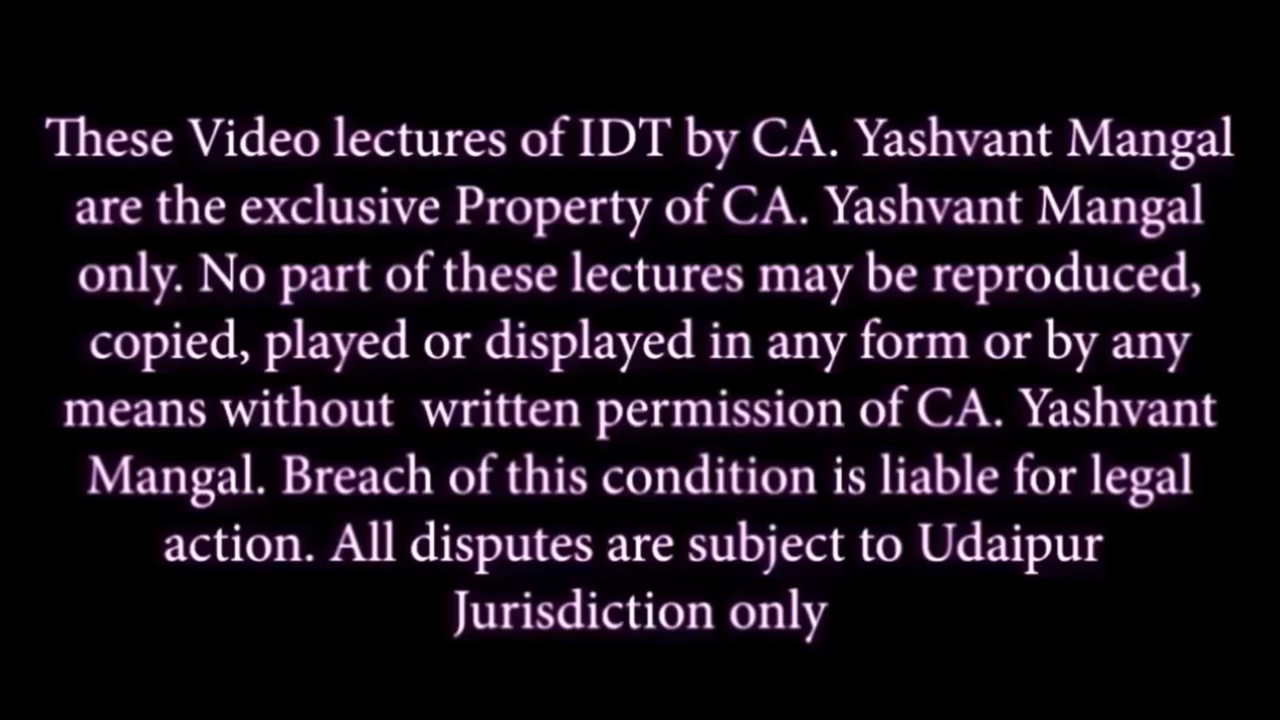 These Video lectures of IDT by CA. Yashvant Mangal
are the exclusive Property of CA. Yashvant Mangal
only. No part of these lectures may be reproduced,
copied, played or displayed in any form or by any
means without  written permission of CA. Yashvant
Mangal. Breach of this condition is liable for legal
action. All disputes are subject to Udaipur
Jurisdiction only